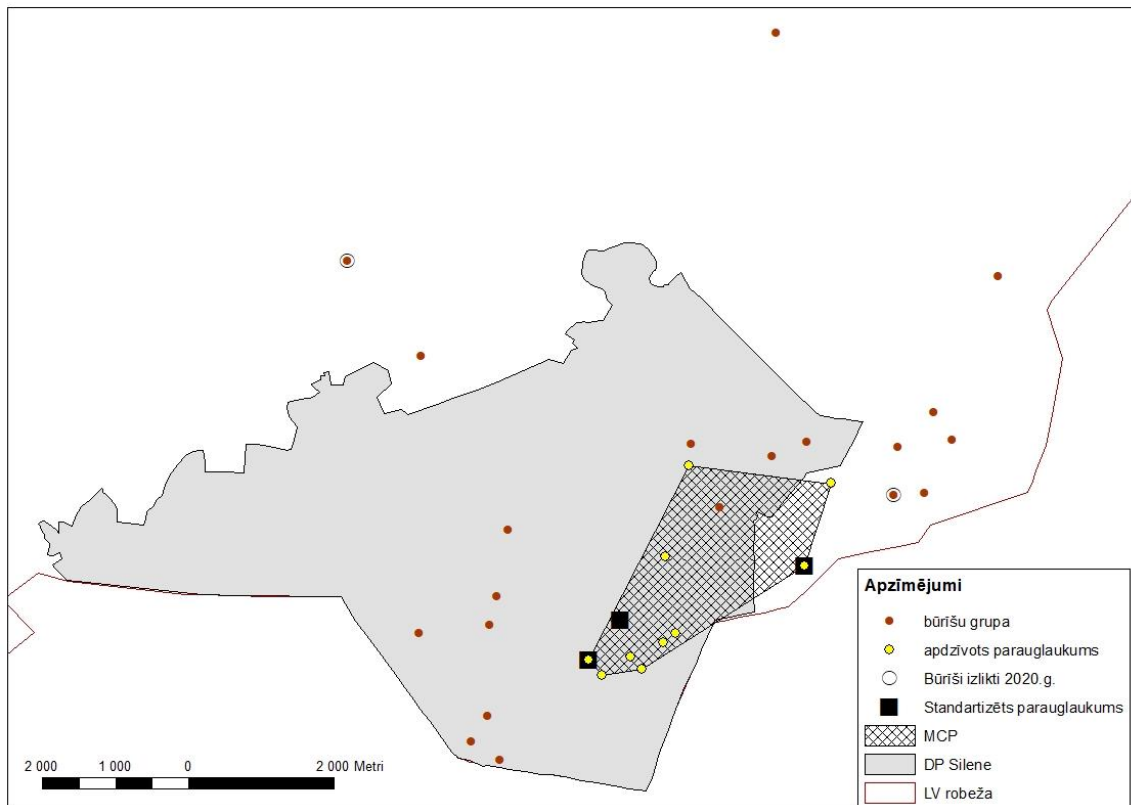 Apzīmējumi
būrīšu grupa
apdzīvots parauglaukums
Būrīši izlikti 2020.g.
Standartizēts parauglaukums
MCP
DP Silene
LV robeža
2 000 1 000 0 2 000 Metri